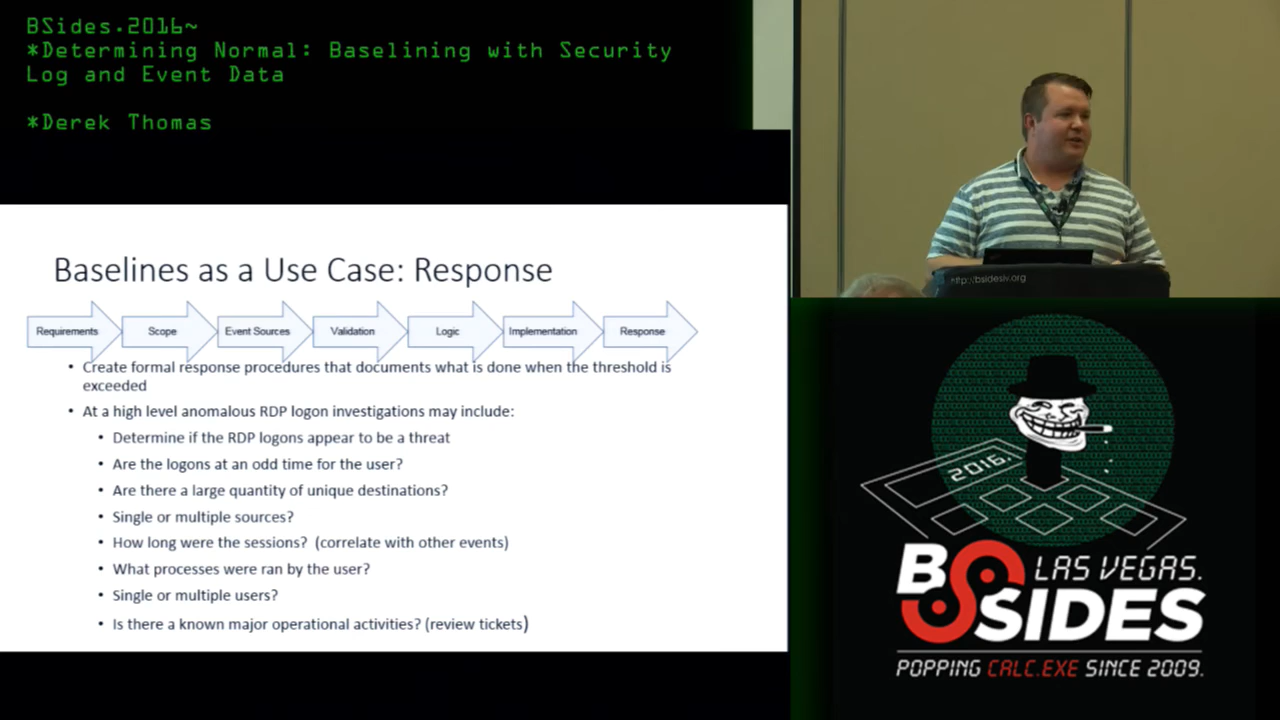 BSides.2016~
*Determining Normal: Baselining with Security
Log and Event Data
*Derek Thomas
Baselines as a Use Case: Response
Requirements
Scope
Event Sources
Validation
Logic
Implementation
Response
• Create formal response procedures that documents what is done when the threshold is
exceeded
• At a high level anomalous RDP logon investigations may include:
• Determine if the RDP logons appear to be a threat
• Are the logons at an odd time for the user?
• Are there a large quantity of unique destinations?
• Single or multiple sources?
• How long were the sessions? (correlate with other events)
• What processes were ran by the user?
• Single or multiple users?
• Is there a known major operational activities? (review tickets)
http://bsideslv.org
2016.
BSIDES
LAS VEGAS.
POPPING CALC.EXE SINCE 2009.